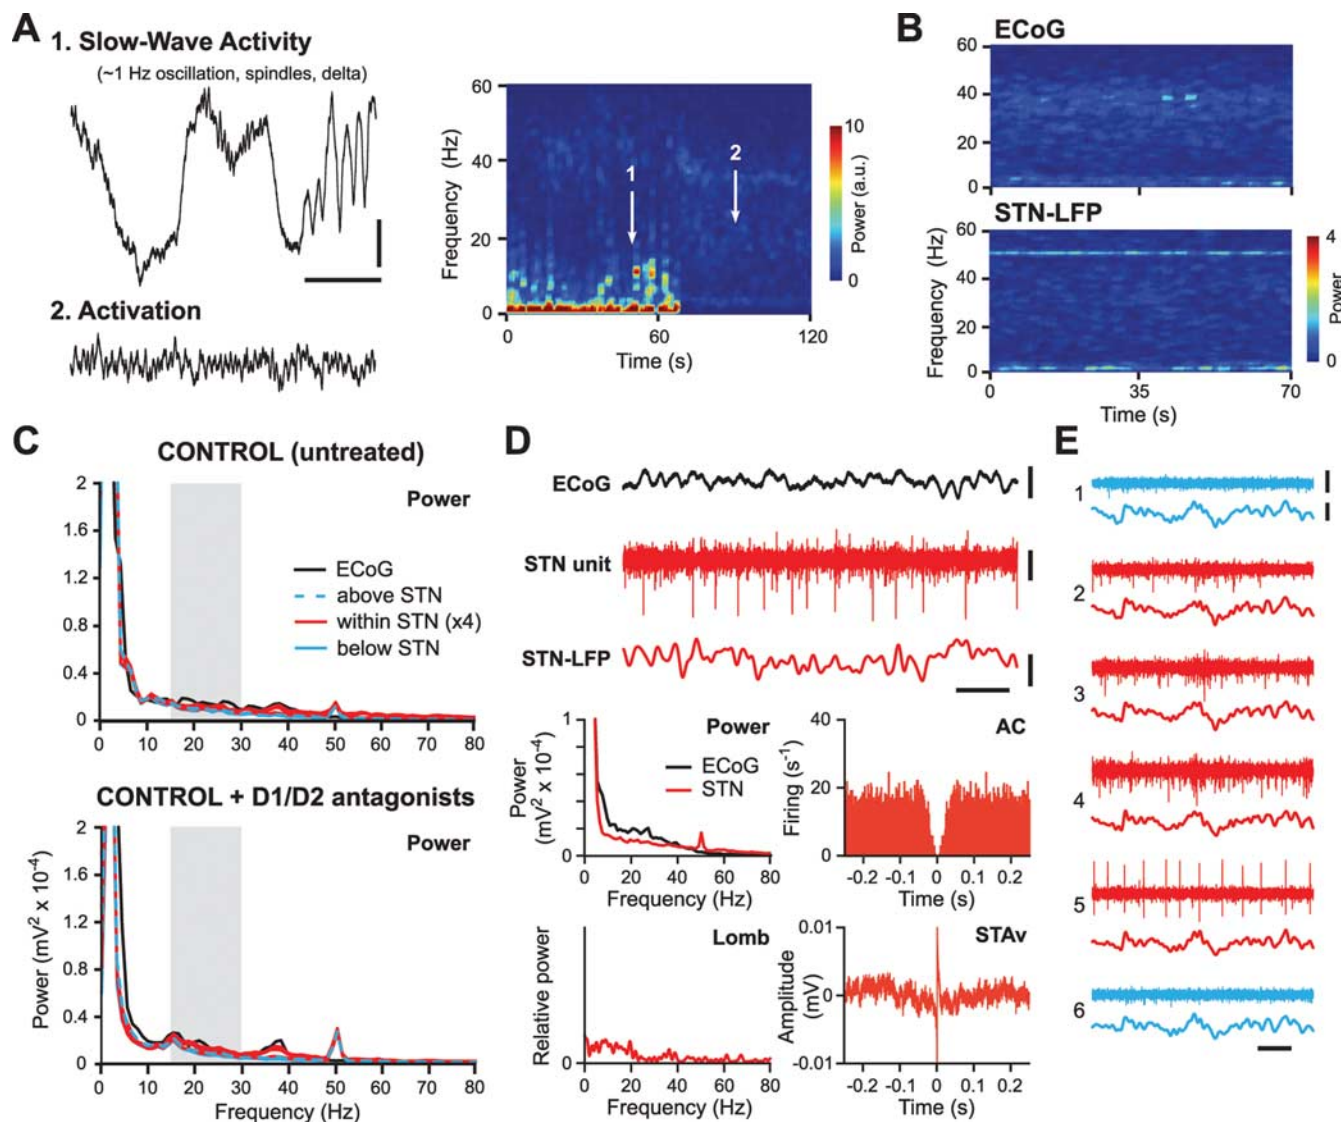 A
1. Slow-Wave Activity
(~1 Hz oscillation, spindles, delta)
2. Activation
Frequency (Hz)
60
40
20
0
1
2
0
60
120
Time (s)
10
0
Power (a.u.)
B
ECoG
60
40
20
0
STN-LFP
Frequency (Hz)
60
40
20
0
0
35
70
Time (s)
4
0
Power
C
CONTROL (untreated)
Power
2
1.6
1.2
0.8
0.4
0
ECoG
above STN
within STN (x4)
below STN
0 10 20 30 40 50 60 70 80
CONTROL + D1/D2 antagonists
Power
Power (mV² x 10⁻⁴)
2
1.6
1.2
0.8
0.4
0
0 10 20 30 40 50 60 70 80
Frequency (Hz)
D
ECoG
STN unit
STN-LFP
Power
Power
(mV² x 10⁻⁴)
1
0
ECoG
STN
0 20 40 60 80
Frequency (Hz)
AC
Firing (s⁻¹)
40
20
0
-0.2 -0.1 0 0.1 0.2
Time (s)
Lomb
Relative power
0
0 20 40 60 80
Frequency (Hz)
STAv
Amplitude
(mV)
0.01
0
-0.01
-0.2 -0.1 0 0.1 0.2
Time (s)
E
1
2
3
4
5
6